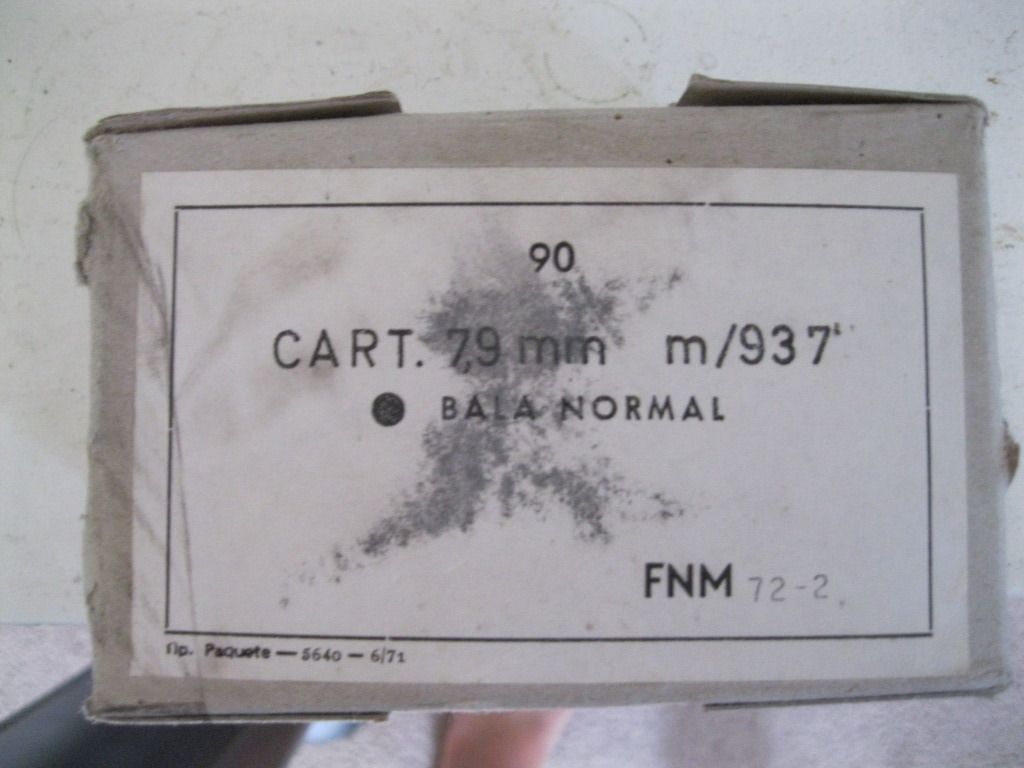 90
CART. 7,9 mm m/937
BALA NORMAL
FNM 72-2
Tip. Paquete — 5640 — 6/71